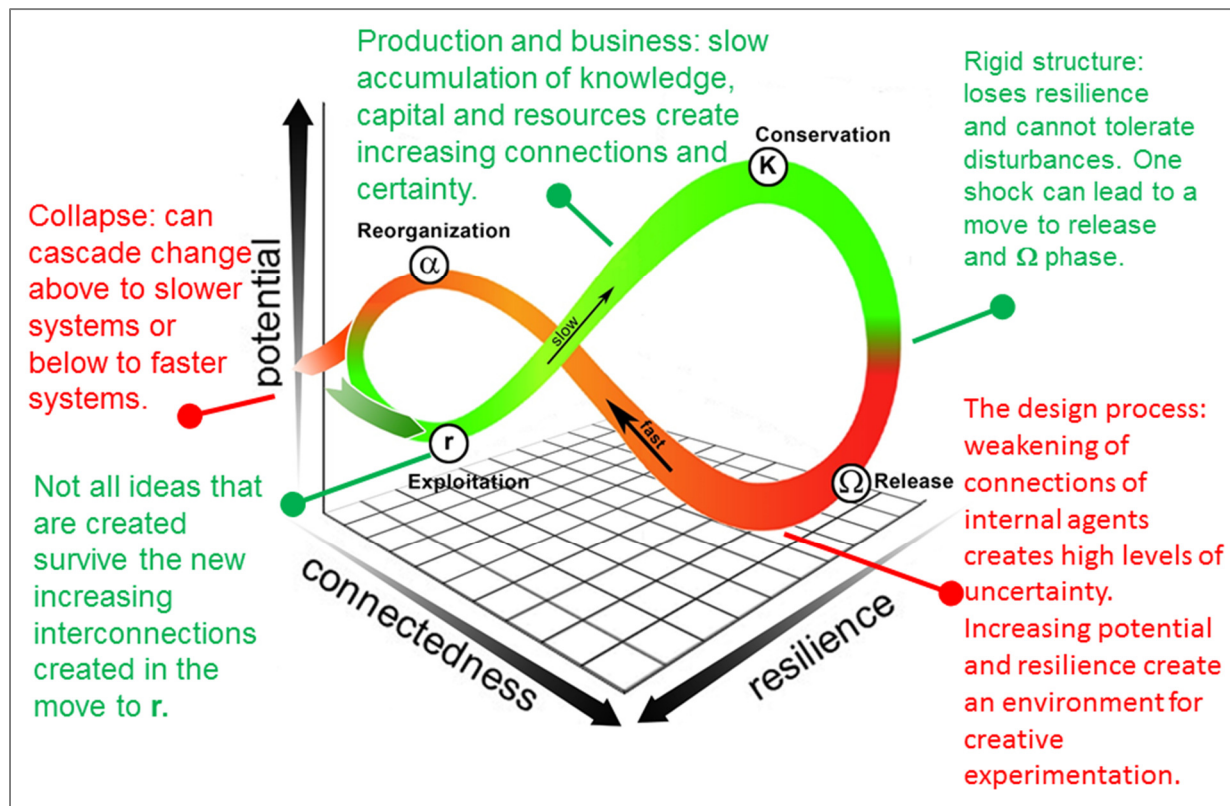 Production and business: slow
accumulation of knowledge,
capital and resources create
increasing connections and
certainty.
Rigid structure:
loses resilience
and cannot tolerate
disturbances. One
shock can lead to a
move to release
and Ω phase.
Conservation
K
Collapse: can
cascade change
above to slower
systems or
below to faster
systems.
potential
Reorganization
α
slow
fast
r
Exploitation
Ω Release
Not all ideas that
are created
survive the new
increasing
interconnections
created in the
move to r.
connectedness
resilience
The design process:
weakening of
connections of
internal agents
creates high levels of
uncertainty.
Increasing potential
and resilience create
an environment for
creative
experimentation.